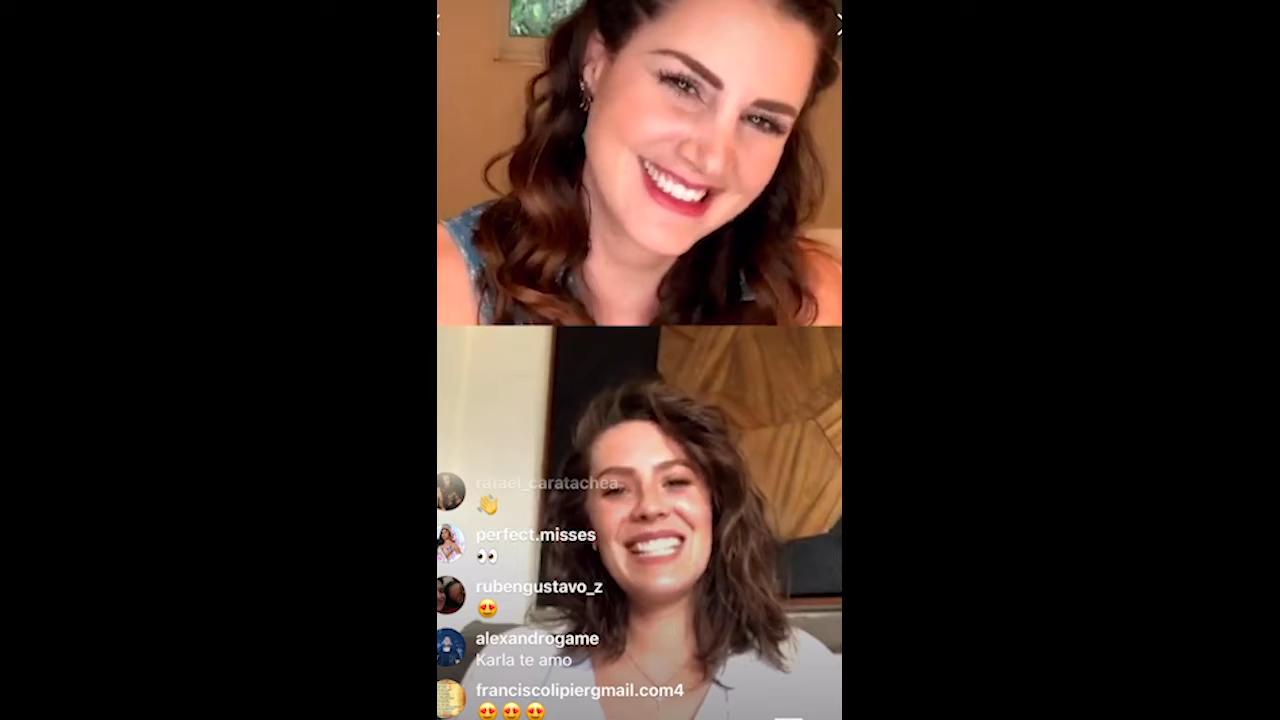 rafael_caratachea
👋
perfect.misses
👀
rubengustavo_z
😍
alexandrogame
Karla te amo
franciscolipiergmail.com4
😍😍😍